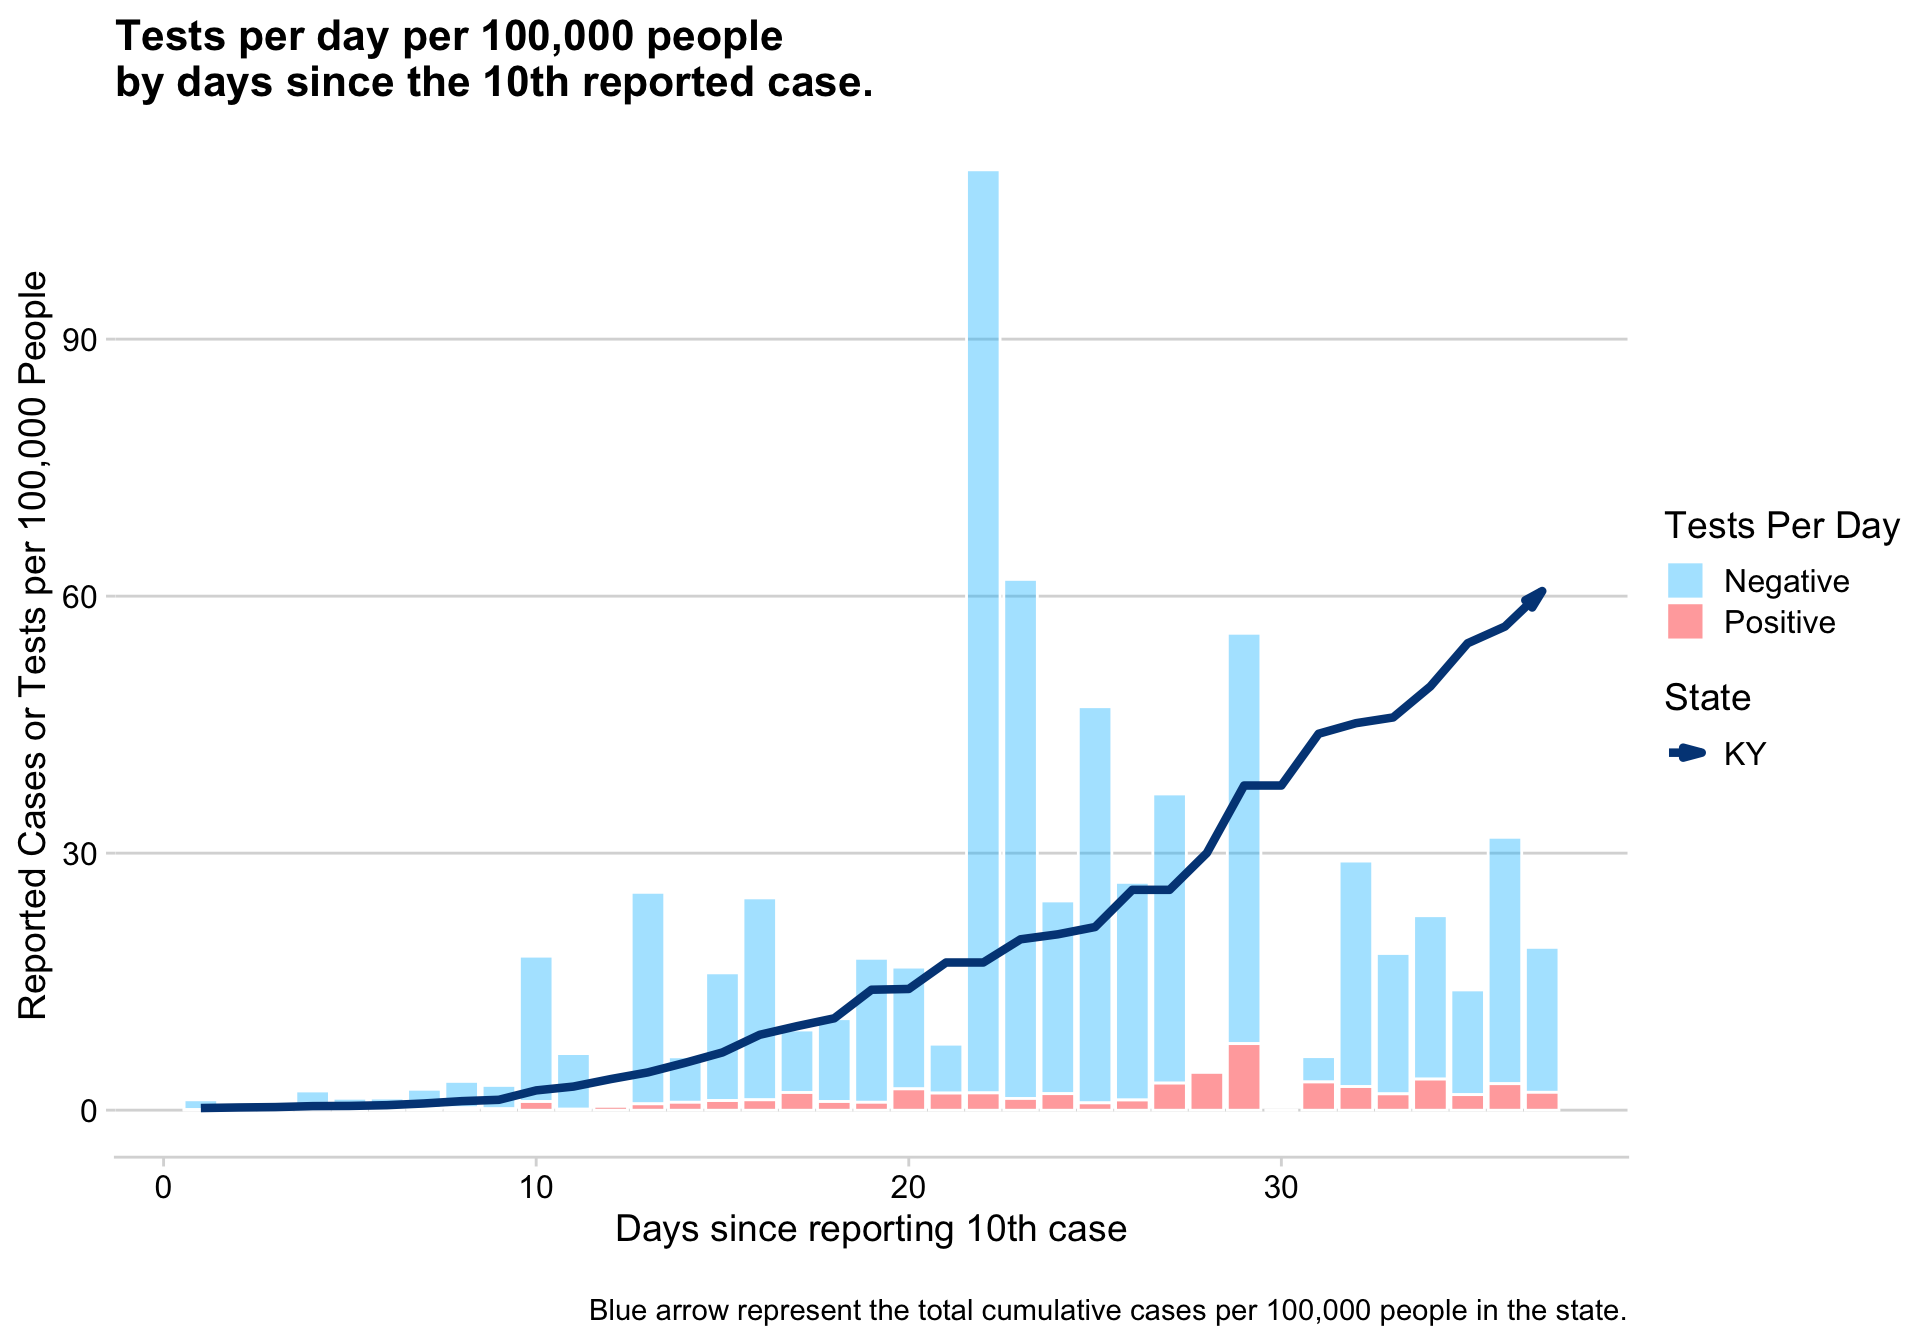 Tests per day per 100,000 people
by days since the 10th reported case.
Reported Cases or Tests per 100,000 People
90
60
30
0
0
10
20
30
Days since reporting 10th case
Tests Per Day
Negative
Positive
State
KY
Blue arrow represent the total cumulative cases per 100,000 people in the state.